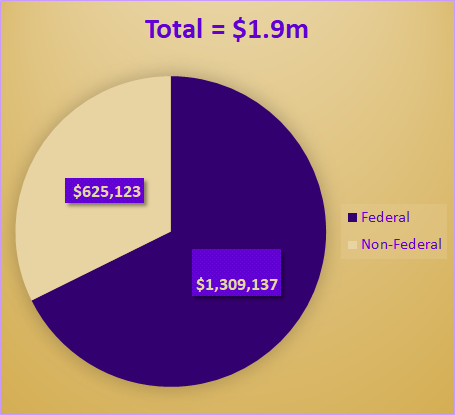 Total = $1.9m
$625,123
$1,309,137
Federal
Non-Federal